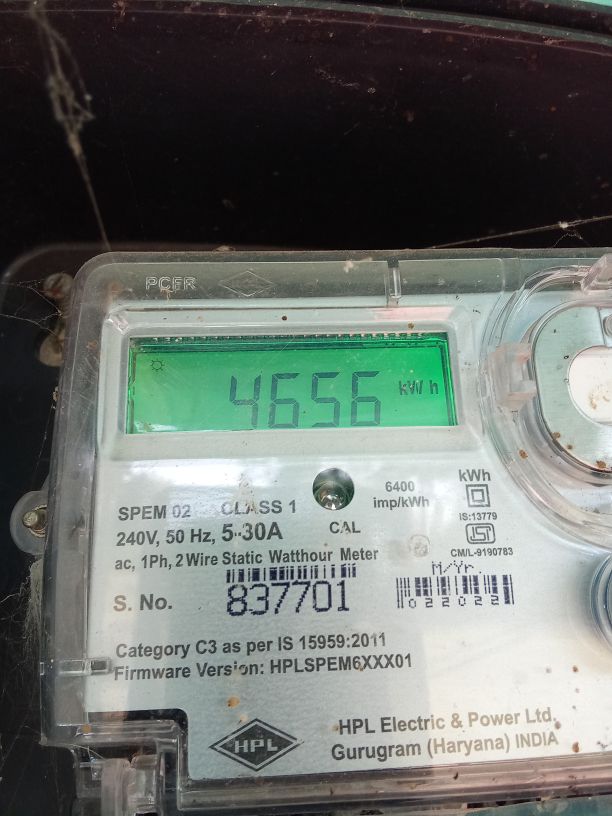 PCFR
4656 kWh
6400
imp/kWh
kWh
IS:13779
ISI
CM/L-9190783
SPEM 02 CLASS 1
240V, 50 Hz, 5-30A
CAL
ac, 1Ph, 2 Wire Static Watthour Meter
M/Yr.
S. No. 837701
022022
Category C3 as per IS 15959:2011
Firmware Version: HPLSPEM6XXX01
HPL
HPL Electric & Power Ltd.
Gurugram (Haryana) INDIA